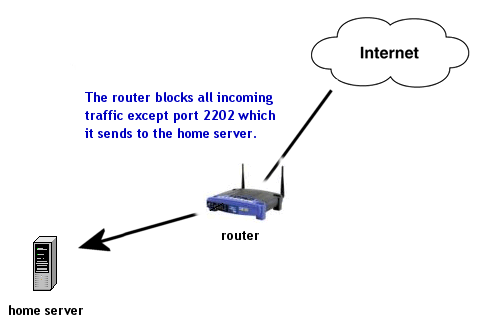 Internet
The router blocks all incoming
traffic except port 2202 which
it sends to the home server.
router
home server